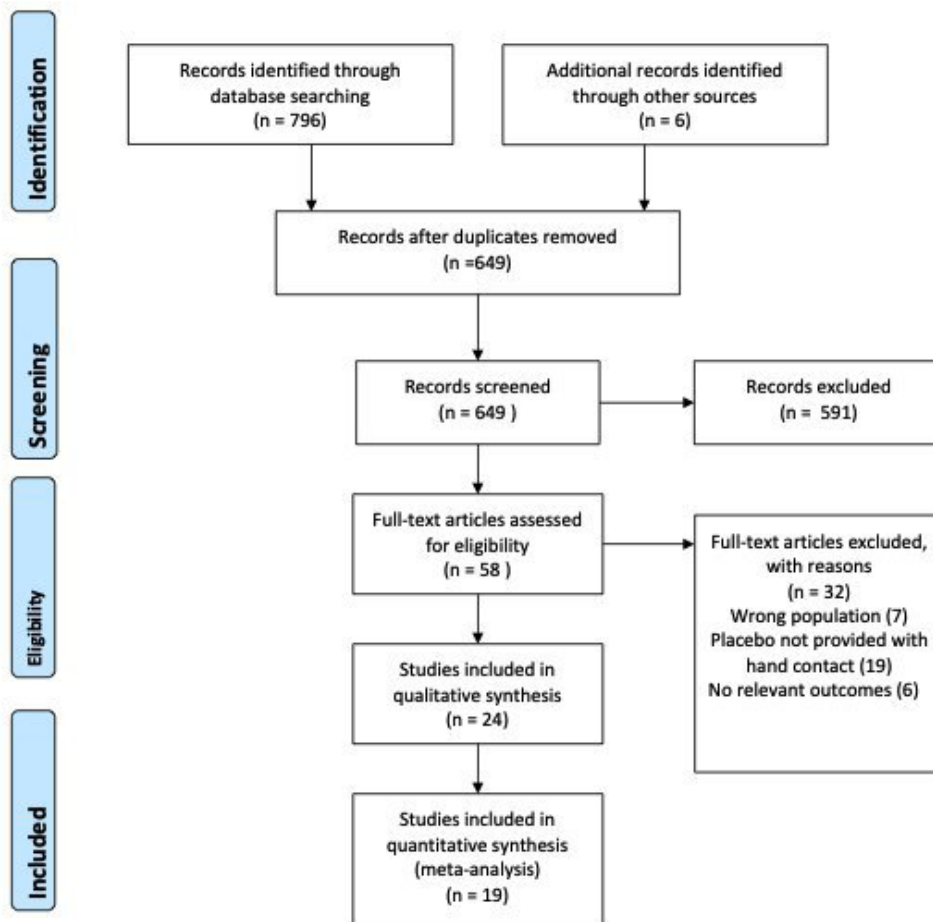 Identification
Records identified through
database searching
(n = 796)
Additional records identified
through other sources
(n = 6)
Records after duplicates removed
(n =649)
Screening
Records screened
(n = 649 )
Records excluded
(n =  591)
Eligibility
Full-text articles assessed
for eligibility
(n = 58 )
Full-text articles excluded,
with reasons
(n = 32)
Wrong population (7)
Placebo not provided with
hand contact (19)
No relevant outcomes (6)
Studies included in
qualitative synthesis
(n = 24)
Included
Studies included in
quantitative synthesis
(meta-analysis)
(n = 19)